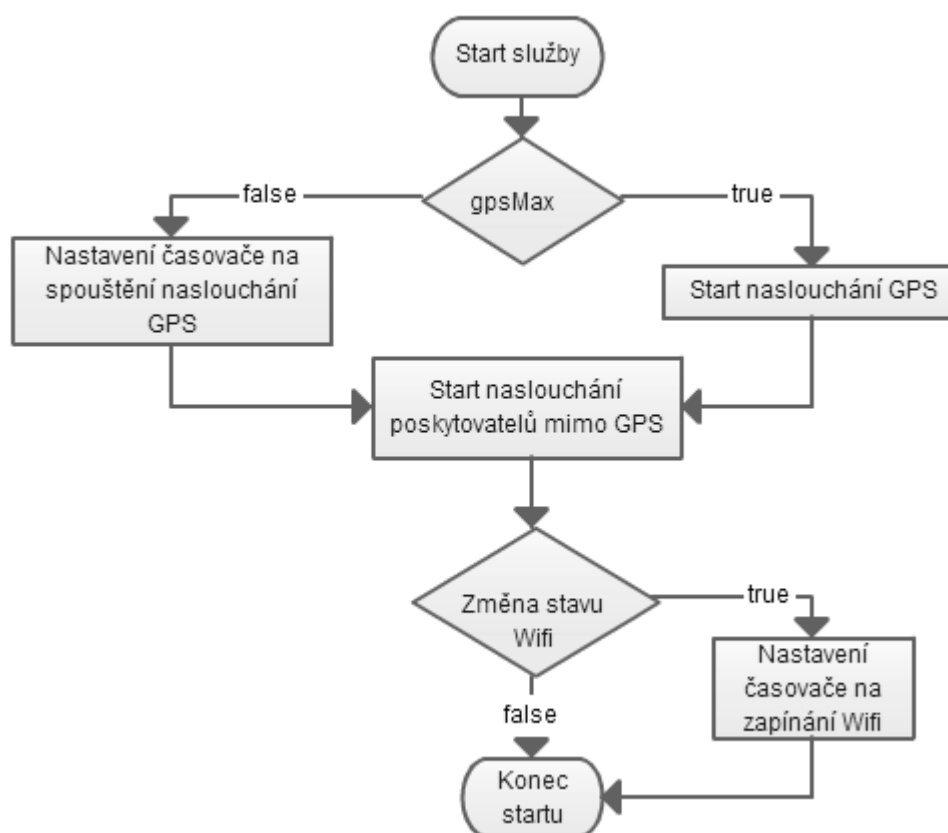 Start služby
gpsMax
false
true
Nastavení časovače na
spouštění naslouchání
GPS
Start naslouchání GPS
Start naslouchání
poskytovatelů mimo GPS
Změna stavu
Wifi
true
false
Nastavení
časovače na
zapínání Wifi
Konec
startu